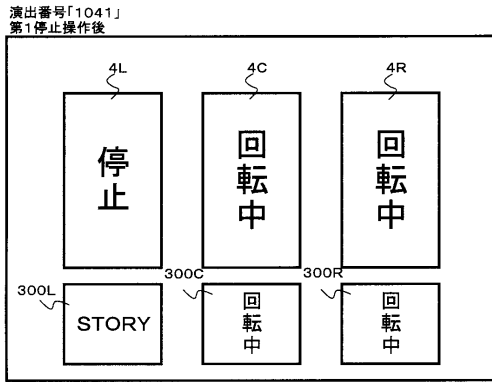 演出番号「1041」
第1停止操作後
4L 4C 4R
停止 回転中 回転中
300L 300C 300R
STORY 回転中 回転中